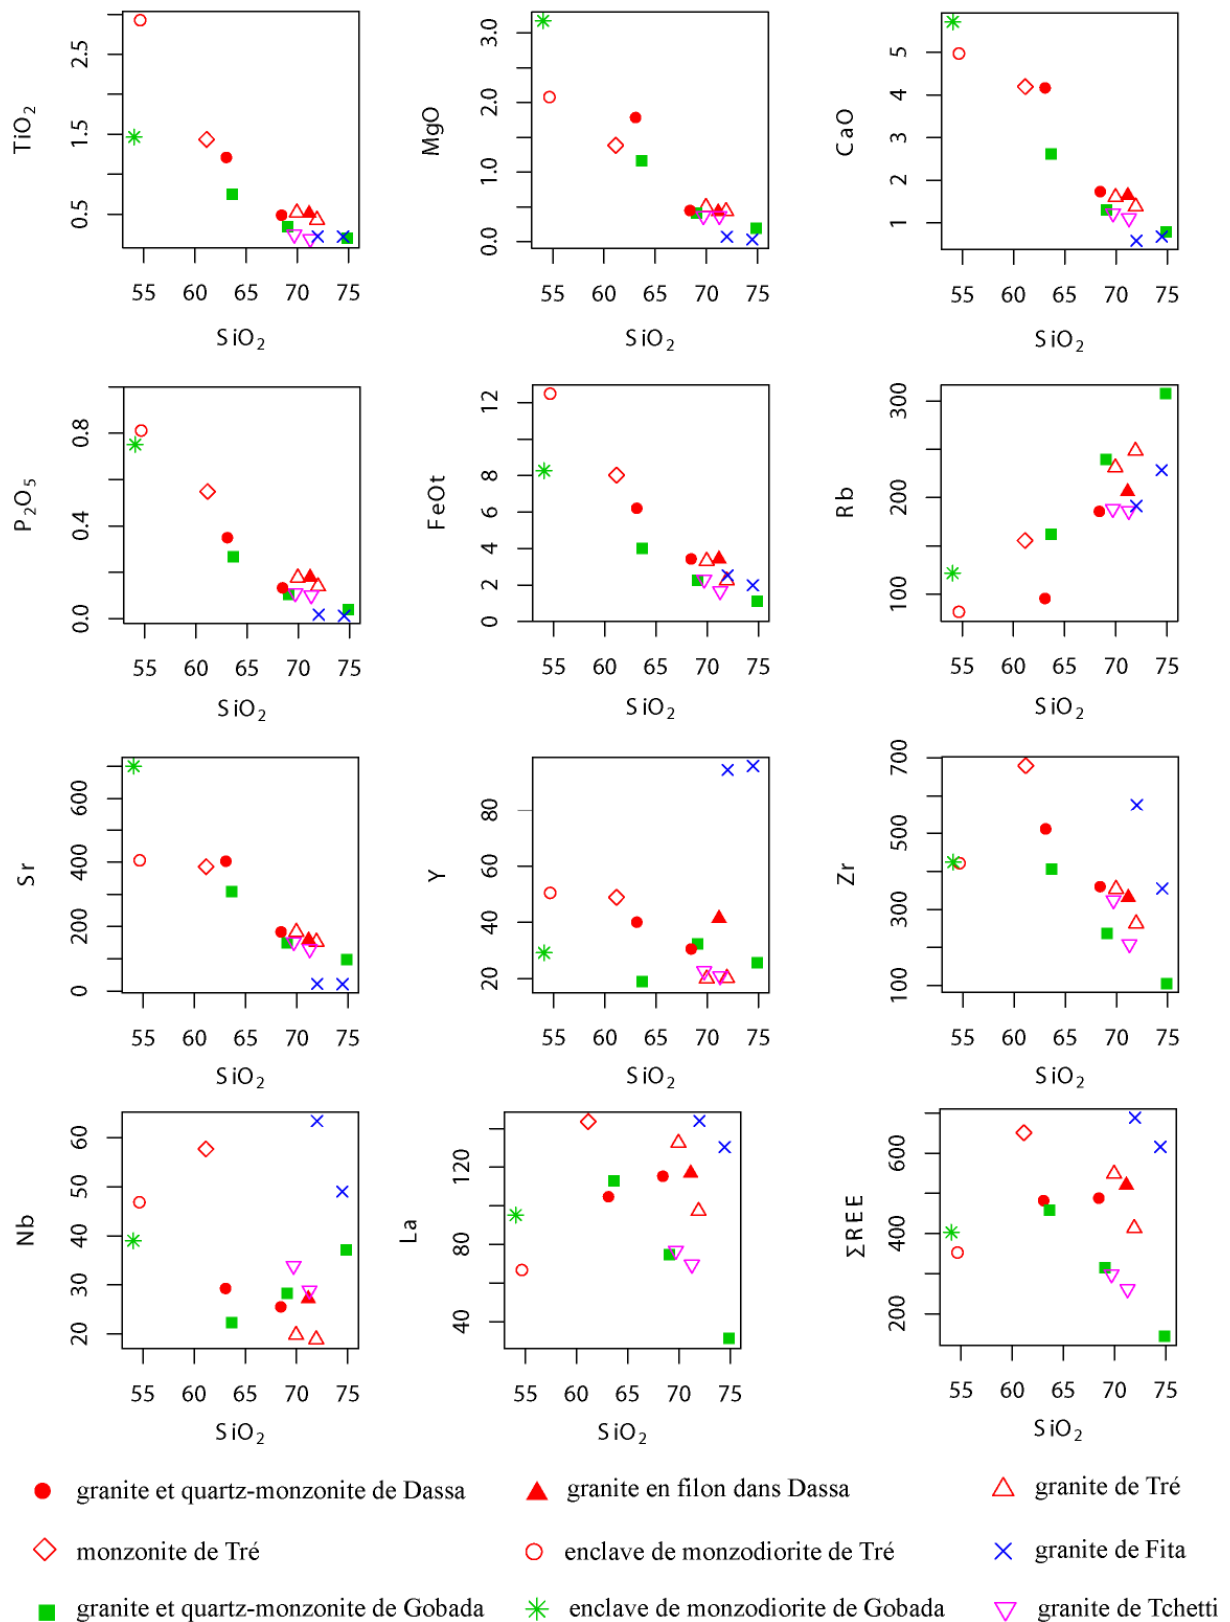 TiO2
2.5
1.5
0.5
55 60 65 70 75
SiO2
MgO
3.0
2.0
1.0
0.0
55 60 65 70 75
SiO2
CaO
5
4
3
2
1
55 60 65 70 75
SiO2
P2O5
0.8
0.4
0.0
55 60 65 70 75
SiO2
FeOt
12
8
6
4
2
0
55 60 65 70 75
SiO2
Rb
300
200
100
55 60 65 70 75
SiO2
Sr
600
400
200
0
55 60 65 70 75
SiO2
Y
80
60
40
20
55 60 65 70 75
SiO2
Zr
700
500
300
100
55 60 65 70 75
SiO2
Nb
60
50
40
30
20
55 60 65 70 75
SiO2
La
120
80
40
55 60 65 70 75
SiO2
ΣREE
600
400
200
55 60 65 70 75
SiO2
granite et quartz-monzonite de Dassa
granite en filon dans Dassa
granite de Tré
monzonite de Tré
enclave de monzodiorite de Tré
granite de Fita
granite et quartz-monzonite de Gobada
enclave de monzodiorite de Gobada
granite de Tchetti